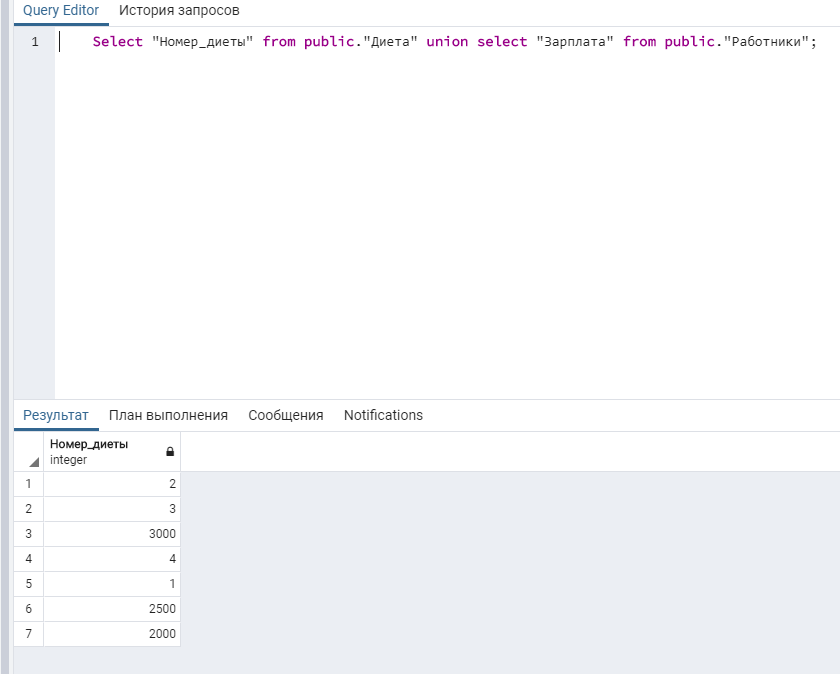 Query Editor История запросов
1 Select "Номер_диеты" from public."Диета" union select "Зарплата" from public."Работники";
Результат План выполнения Сообщения Notifications
Номер_диеты
integer
1 2
2 3
3 3000
4 4
5 1
6 2500
7 2000